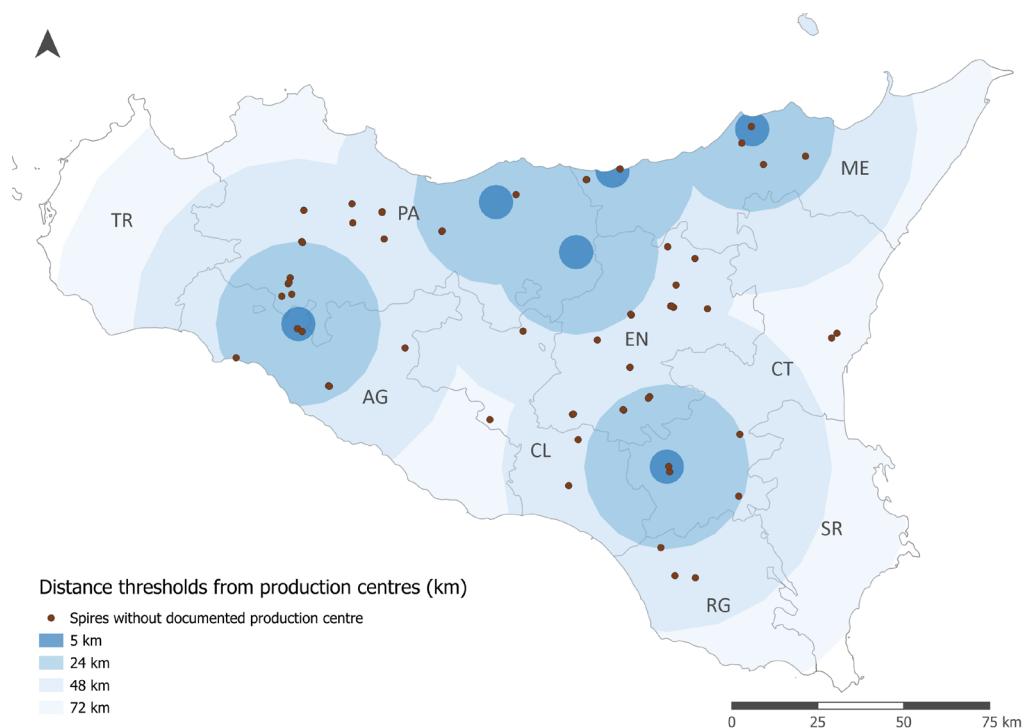 ME
PA
TR
EN
CT
AG
CL
SR
RG
Distance thresholds from production centres (km)
Spires without documented production centre
5 km
24 km
48 km
72 km
0 25 50 75 km